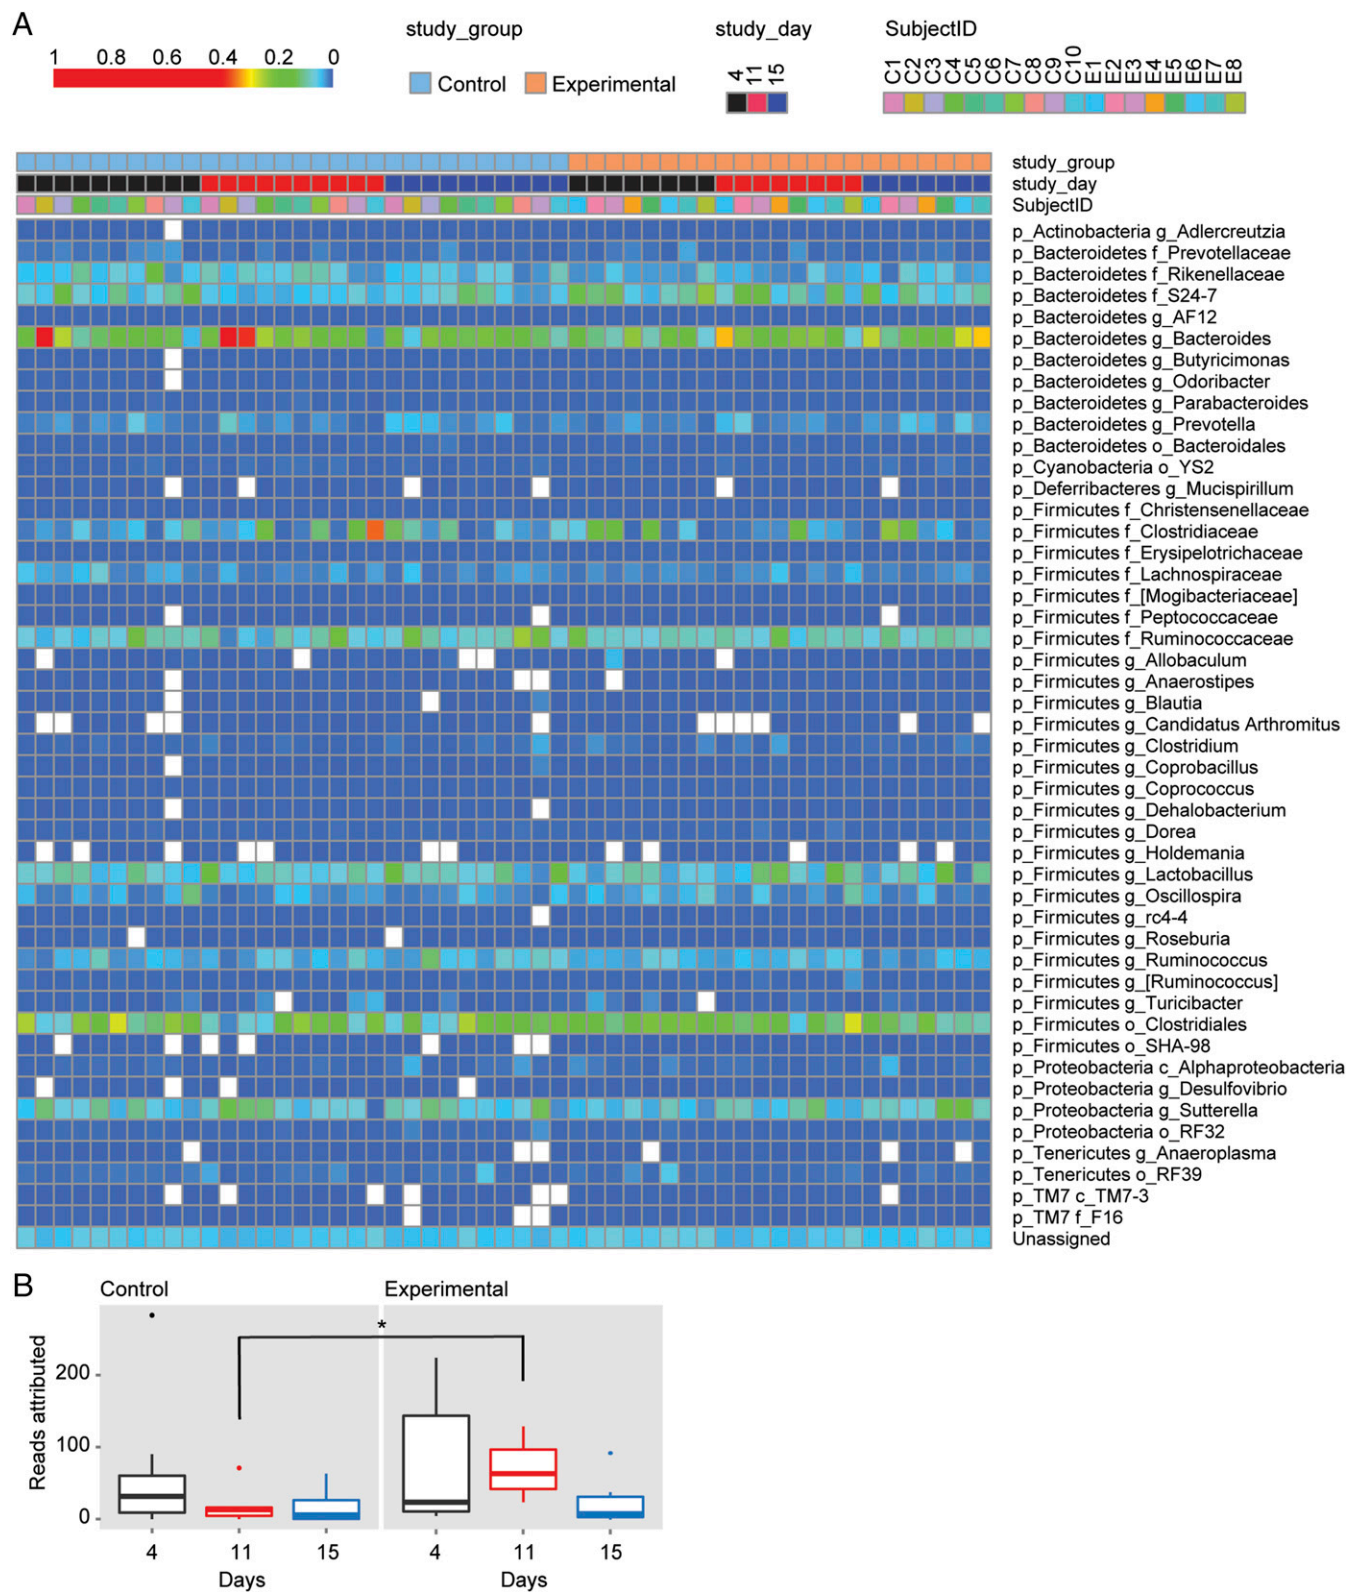 A
study_group
study_day
SubjectID
1 0.8 0.6 0.4 0.2 0
Control Experimental
4 11 15
C1 C2 C3 C4 C5 C6 C7 C8 C9 C10 E1 E2 E3 E4 E5 E6 E7 E8
study_group
study_day
SubjectID
p_Actinobacteria g_Adlercreutzia
p_Bacteroidetes f_Prevotellaceae
p_Bacteroidetes f_Rikenellaceae
p_Bacteroidetes f_S24-7
p_Bacteroidetes g_AF12
p_Bacteroidetes g_Bacteroides
p_Bacteroidetes g_Butyricimonas
p_Bacteroidetes g_Odoribacter
p_Bacteroidetes g_Parabacteroides
p_Bacteroidetes g_Prevotella
p_Bacteroidetes o_Bacteroidales
p_Cyanobacteria o_YS2
p_Deferribacteres g_Mucispirillum
p_Firmicutes f_Christensenellaceae
p_Firmicutes f_Clostridiaceae
p_Firmicutes f_Erysipelotrichaceae
p_Firmicutes f_Lachnospiraceae
p_Firmicutes f_[Mogibacteriaceae]
p_Firmicutes f_Peptococcaceae
p_Firmicutes f_Ruminococcaceae
p_Firmicutes g_Allobaculum
p_Firmicutes g_Anaerostipes
p_Firmicutes g_Blautia
p_Firmicutes g_Candidatus Arthromitus
p_Firmicutes g_Clostridium
p_Firmicutes g_Coprobacillus
p_Firmicutes g_Coprococcus
p_Firmicutes g_Dehalobacterium
p_Firmicutes g_Dorea
p_Firmicutes g_Holdemania
p_Firmicutes g_Lactobacillus
p_Firmicutes g_Oscillospira
p_Firmicutes g_rc4-4
p_Firmicutes g_Roseburia
p_Firmicutes g_Ruminococcus
p_Firmicutes g_[Ruminococcus]
p_Firmicutes g_Turicibacter
p_Firmicutes o_Clostridiales
p_Firmicutes o_SHA-98
p_Proteobacteria c_Alphaproteobacteria
p_Proteobacteria g_Desulfovibrio
p_Proteobacteria g_Sutterella
p_Proteobacteria o_RF32
p_Tenericutes g_Anaeroplasma
p_Tenericutes o_RF39
p_TM7 c_TM7-3
p_TM7 f_F16
Unassigned
B
Control Experimental
*
Reads attributed
200
100
0
4 11 15 4 11 15
Days Days